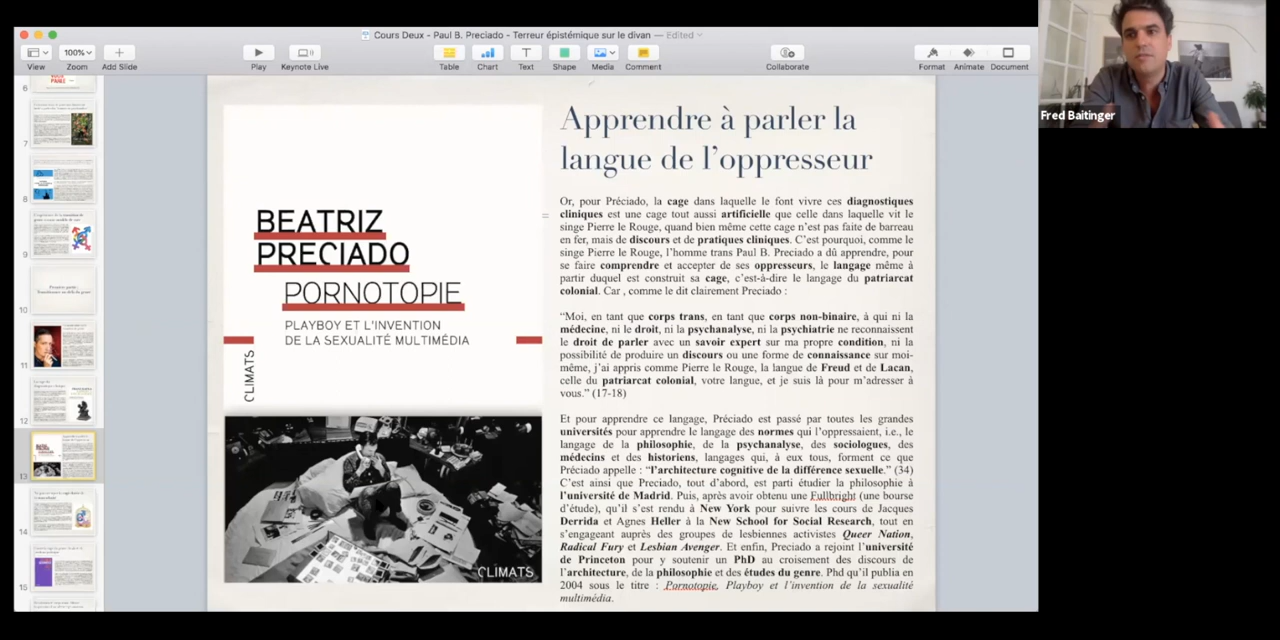 Cours Deux - Paul B. Preciado - Terreur épistémique sur le divan — Edited
100%
View
Zoom
Add Slide
Play
Keynote Live
Table
Chart
Text
Shape
Media
Comment
Collaborate
Format
Animate
Document
Fred Baitinger
6
7
8
9
10
11
12
13
14
15
BEATRIZ
PRECIADO
PORNOTOPIE
PLAYBOY ET L'INVENTION
DE LA SEXUALITÉ MULTIMÉDIA
CLIMATS
CLIMATS
Apprendre à parler la
langue de l'oppresseur
Or, pour Préciado, la cage dans laquelle le font vivre ces diagnostiques
cliniques est une cage tout aussi artificielle que celle dans laquelle vit le
singe Pierre le Rouge, quand bien même cette cage n'est pas faite de barreau
en fer, mais de discours et de pratiques cliniques. C'est pourquoi, comme le
singe Pierre le Rouge, l'homme trans Paul B. Preciado a dû apprendre, pour
se faire comprendre et accepter de ses oppresseurs, le langage même à
partir duquel est construit sa cage, c'est-à-dire le langage du patriarcat
colonial. Car , comme le dit clairement Preciado :
“Moi, en tant que corps trans, en tant que corps non-binaire, à qui ni la
médecine, ni le droit, ni la psychanalyse, ni la psychiatrie ne reconnaissent
le droit de parler avec un savoir expert sur ma propre condition, ni la
possibilité de produire un discours ou une forme de connaissance sur moi-
même, j'ai appris comme Pierre le Rouge, la langue de Freud et de Lacan,
celle du patriarcat colonial, votre langue, et je suis là pour m'adresser à
vous.” (17-18)
Et pour apprendre ce langage, Préciado est passé par toutes les grandes
universités pour apprendre le langage des normes qui l'oppressaient, i.e., le
langage de la philosophie, de la psychanalyse, des sociologues, des
médecins et des historiens, langages qui, à eux tous, forment ce que
Préciado appelle : “l'architecture cognitive de la différence sexuelle.” (34)
C'est ainsi que Preciado, tout d'abord, est parti étudier la philosophie à
l'université de Madrid. Puis, après avoir obtenu une Fullbright (une bourse
d'étude), qu'il s'est rendu à New York pour suivre les cours de Jacques
Derrida et Agnes Heller à la New School for Social Research, tout en
s'engageant auprès des groupes de lesbiennes activistes Queer Nation,
Radical Fury et Lesbian Avenger. Et enfin, Preciado a rejoint l'université
de Princeton pour y soutenir un PhD au croisement des discours de
l'architecture, de la philosophie et des études du genre. Phd qu'il publia en
2004 sous le titre : Pornotopie, Playboy et l'invention de la sexualité
multimédia.